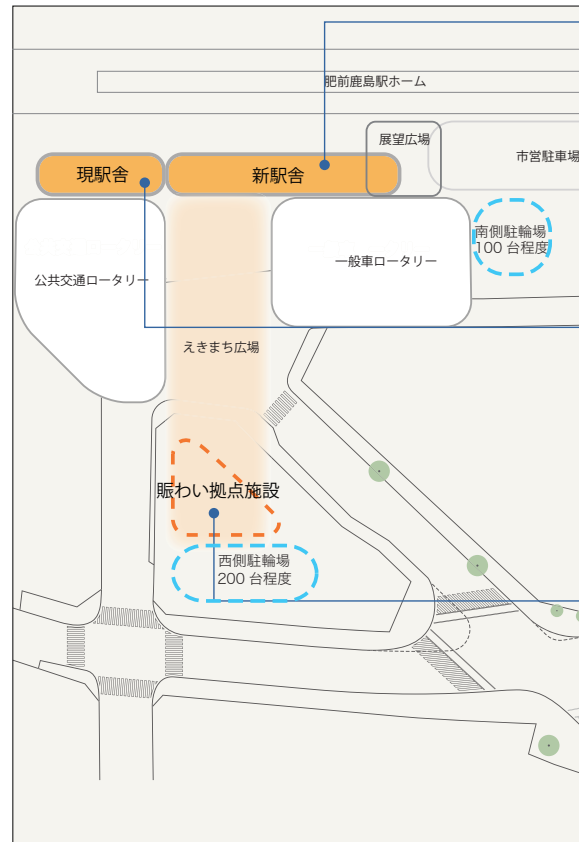 肥前鹿島駅ホーム
展望広場
市営駐車場
現駅舎
新駅舎
南側駐輪場
100 台程度
一般車ロータリー
公共交通ロータリー
えきまち広場
賑わい拠点施設
西側駐輪場
200 台程度